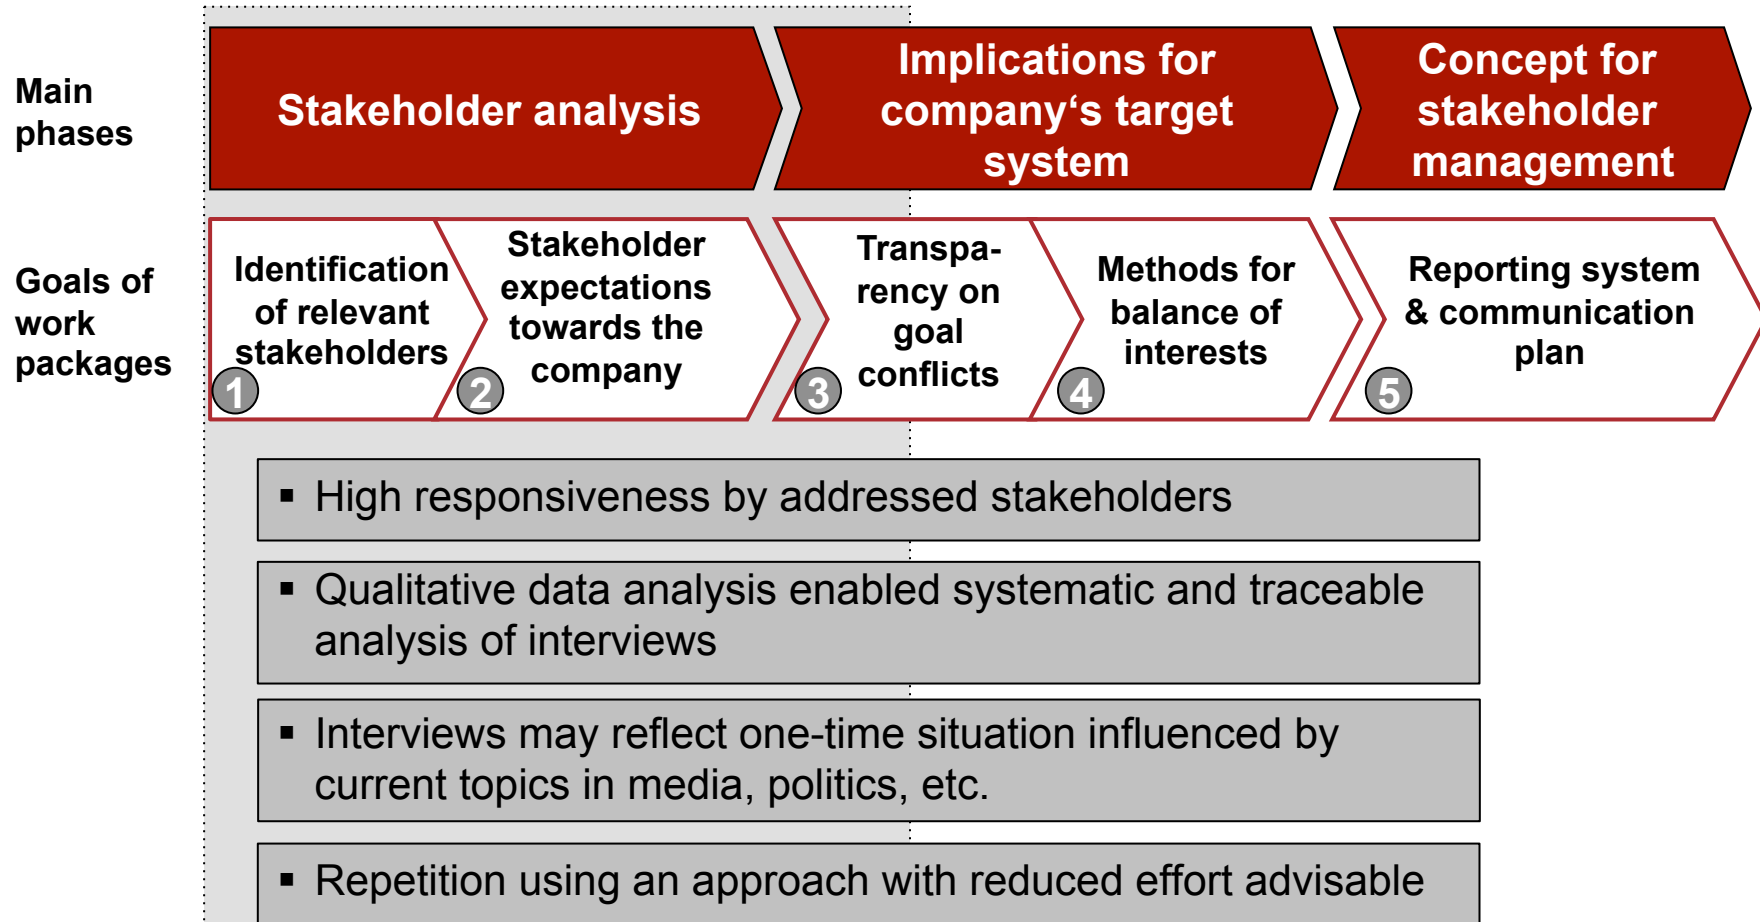 Main
phases
Stakeholder analysis
Implications for
company‘s target
system
Concept for
stakeholder
management
Goals of
work
packages
Identification
of relevant
stakeholders
1
Stakeholder
expectations
towards the
company
2
Transpa-
rency on
goal
conflicts
3
Methods for
balance of
interests
4
Reporting system
& communication
plan
5
▪ High responsiveness by addressed stakeholders
▪ Qualitative data analysis enabled systematic and traceable
analysis of interviews
▪ Interviews may reflect one-time situation influenced by
current topics in media, politics, etc.
▪ Repetition using an approach with reduced effort advisable